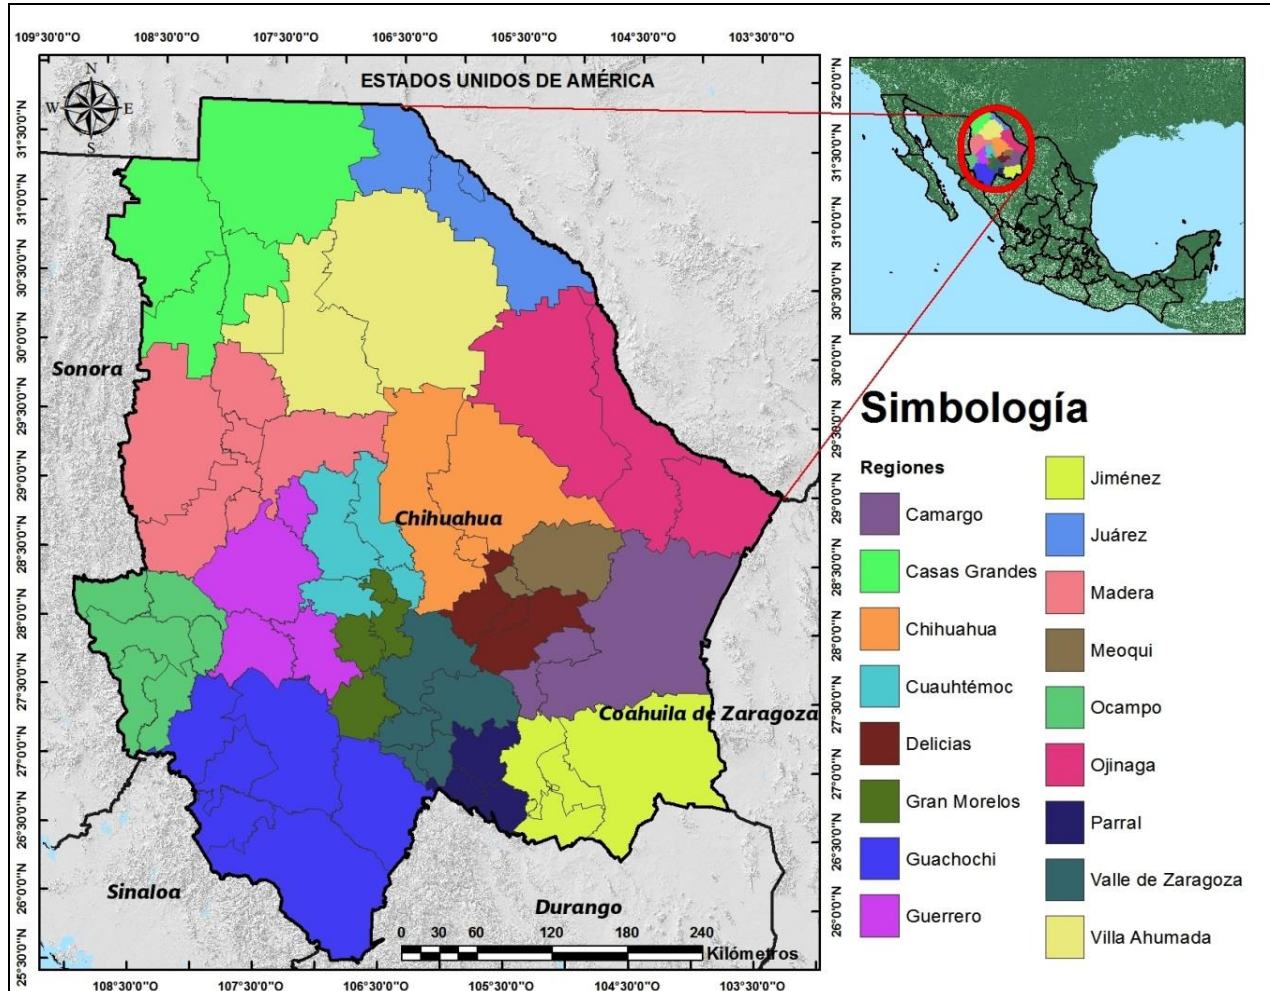 109°30'0"O 108°30'0"O 107°30'0"O 106°30'0"O 105°30'0"O 104°30'0"O 103°30'0"O
ESTADOS UNIDOS DE AMÉRICA
N
W E
S
31°30'0"N
31°0'0"N
30°30'0"N
30°0'0"N
29°30'0"N
29°0'0"N
28°30'0"N
28°0'0"N
27°30'0"N
27°0'0"N
26°30'0"N
26°0'0"N
25°30'0"N
Sonora
Chihuahua
Coahuila de Zaragoza
Sinaloa
Durango
0 15 30 60 120 180 240
Kilómetros
108°30'0"O 107°30'0"O 106°30'0"O 105°30'0"O 104°30'0"O 103°30'0"O
32°0'0"N
31°30'0"N
31°0'0"N
30°30'0"N
30°0'0"N
29°30'0"N
29°0'0"N
28°30'0"N
28°0'0"N
27°30'0"N
27°0'0"N
26°30'0"N
26°0'0"N
Simbología
Regiones
Camargo
Casas Grandes
Chihuahua
Cuauhtémoc
Delicias
Gran Morelos
Guachochi
Guerrero
Jiménez
Juárez
Madera
Meoqui
Ocampo
Ojinaga
Parral
Valle de Zaragoza
Villa Ahumada